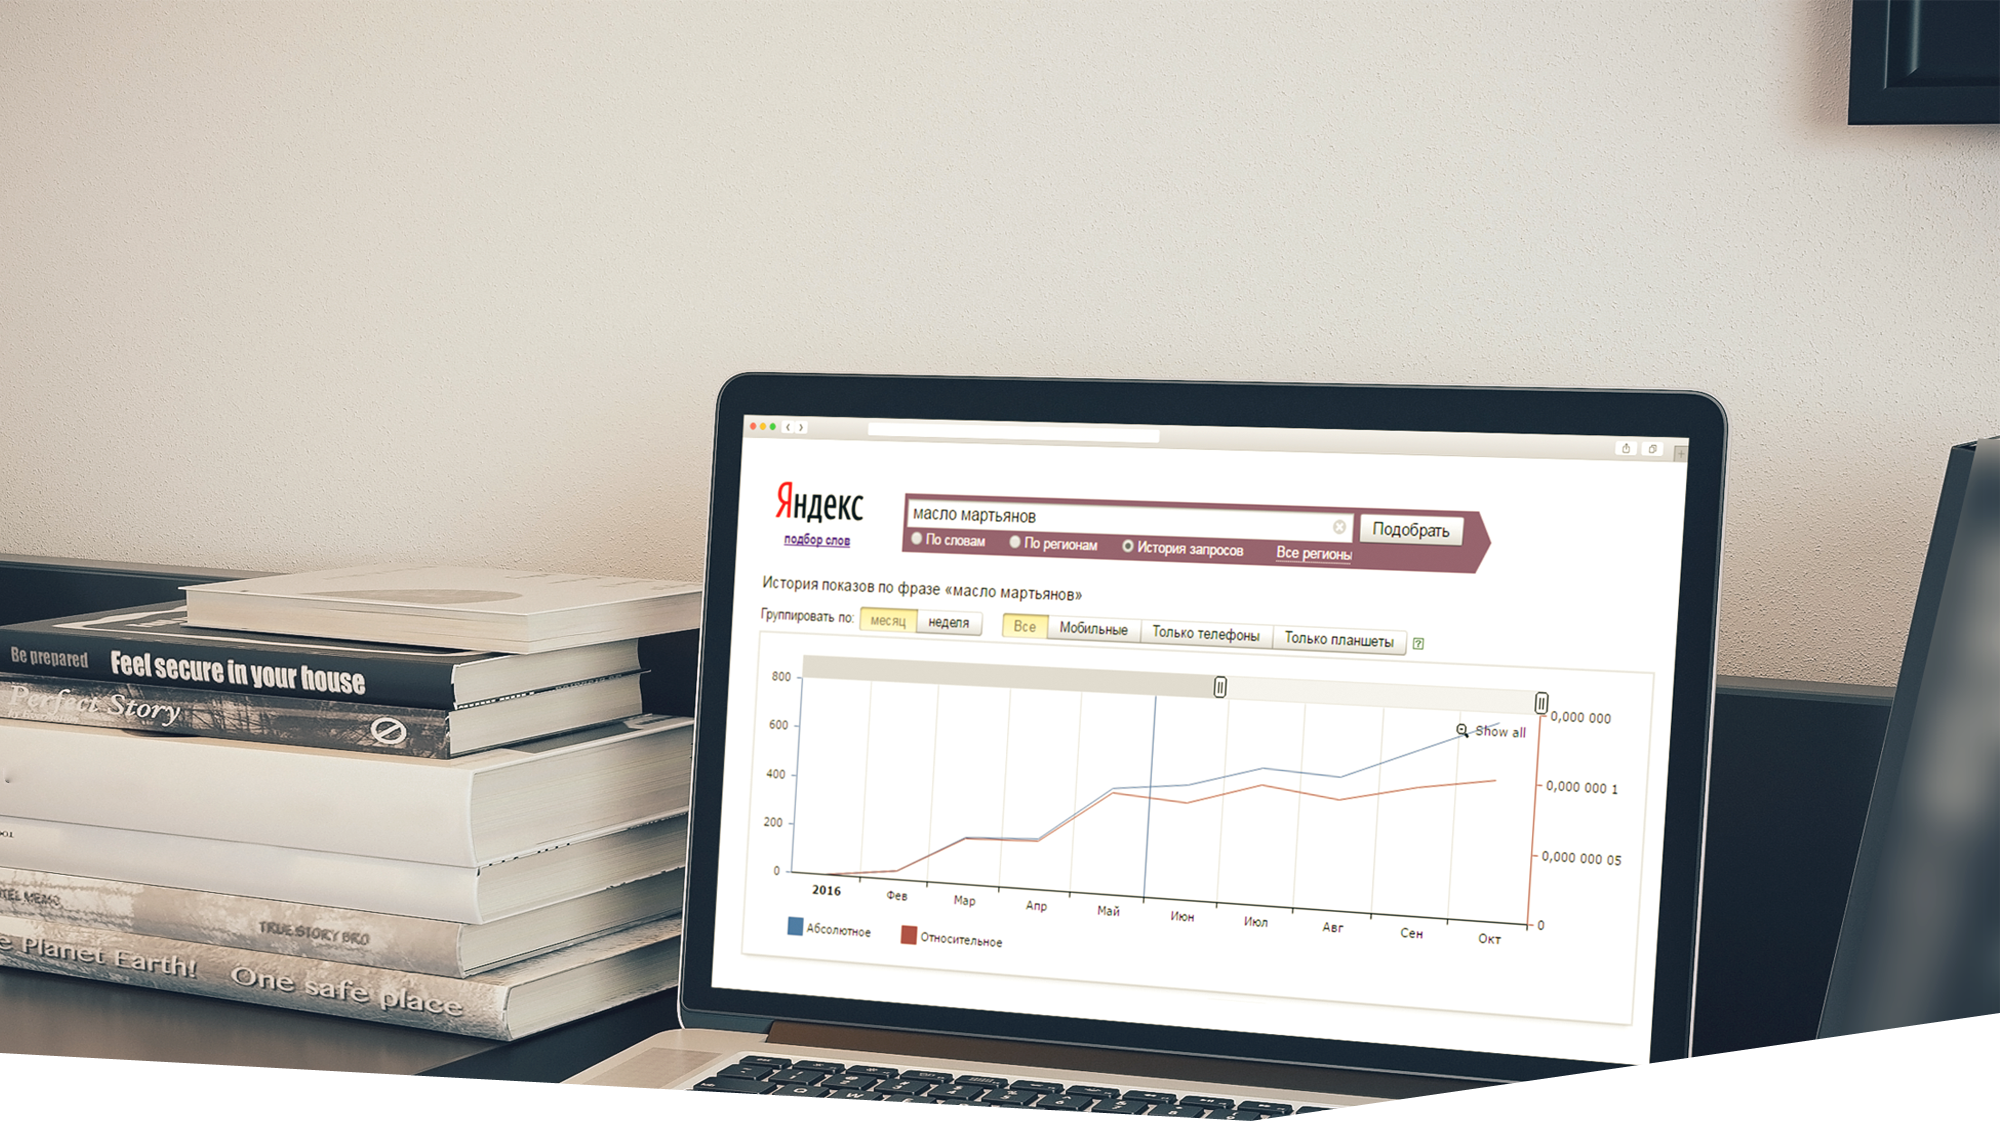 Яндекс
подбор слов
масло мартьянов
Подобрать
По словам
По регионам
История запросов
Все регионы
История показов по фразе «масло мартьянов»
Группировать по: месяц неделя Все Мобильные Только телефоны Только планшеты ?
800
600
400
200
0
0,000 000
0,000 000 1
0,000 000 05
0
Show all
2016 Фев Мар Апр Май Июн Июл Авг Сен Окт
Абсолютное Относительное
Be prepared Feel secure in your house
Perfect Story
TRUE STORY BRO
Planet Earth! One safe place